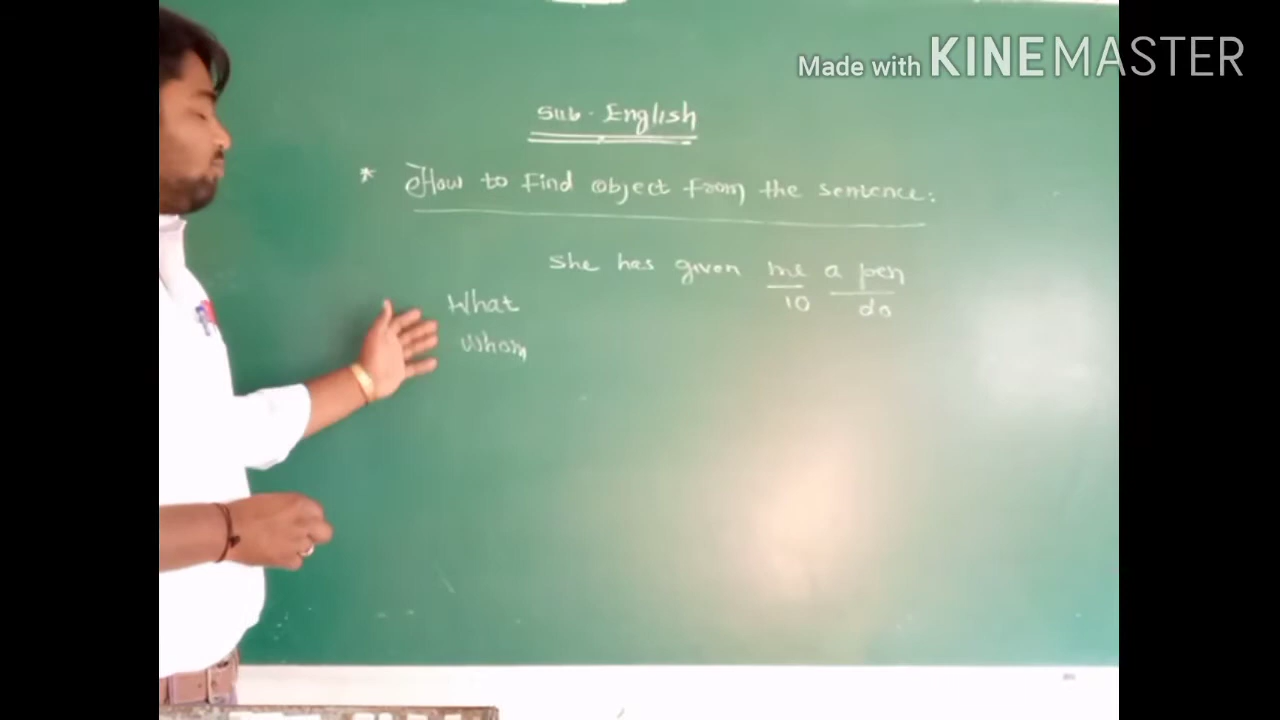 Made with KINEMASTER
Sub. English
* How to Find object from the sentence:
She has given me a pen
IO do
What
Whom